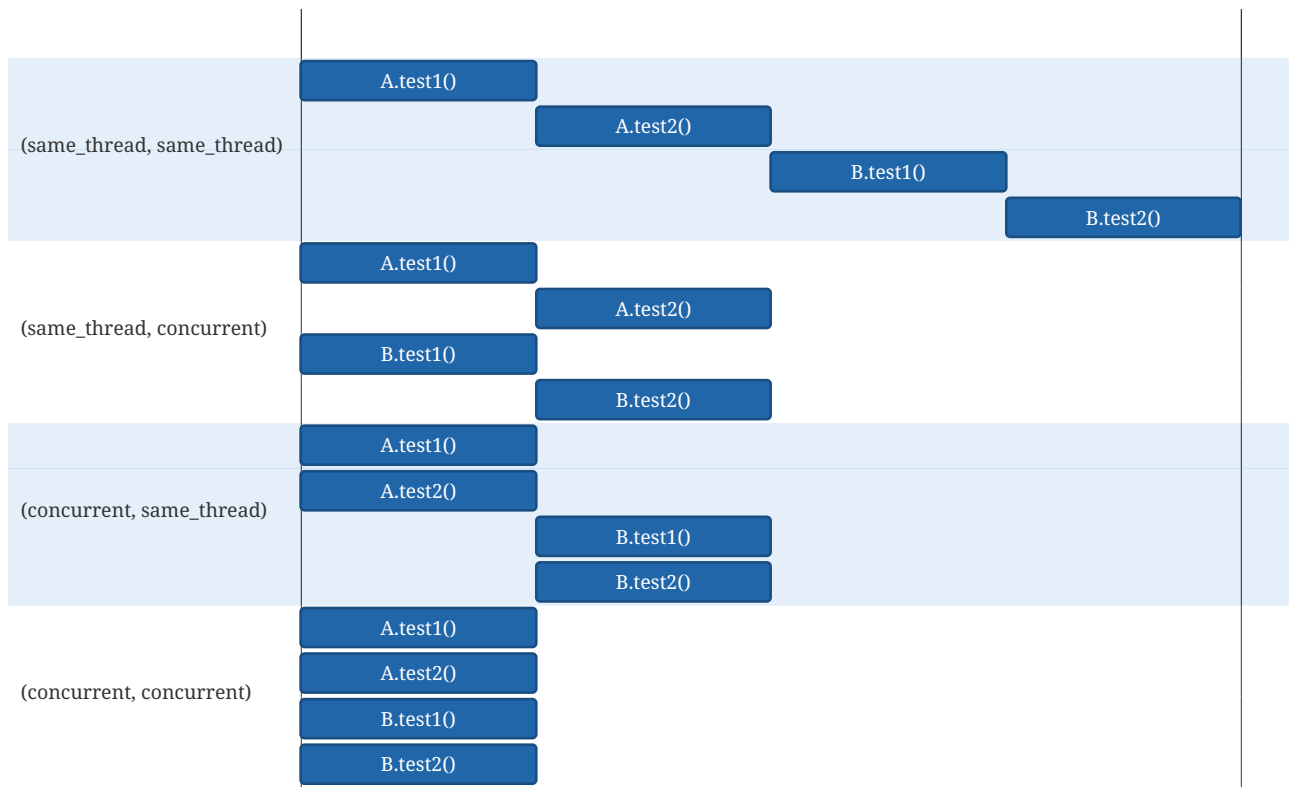 A.test1()
A.test2()
(same_thread, same_thread)
B.test1()
B.test2()
A.test1()
A.test2()
(same_thread, concurrent)
B.test1()
B.test2()
A.test1()
A.test2()
(concurrent, same_thread)
B.test1()
B.test2()
A.test1()
A.test2()
(concurrent, concurrent)
B.test1()
B.test2()